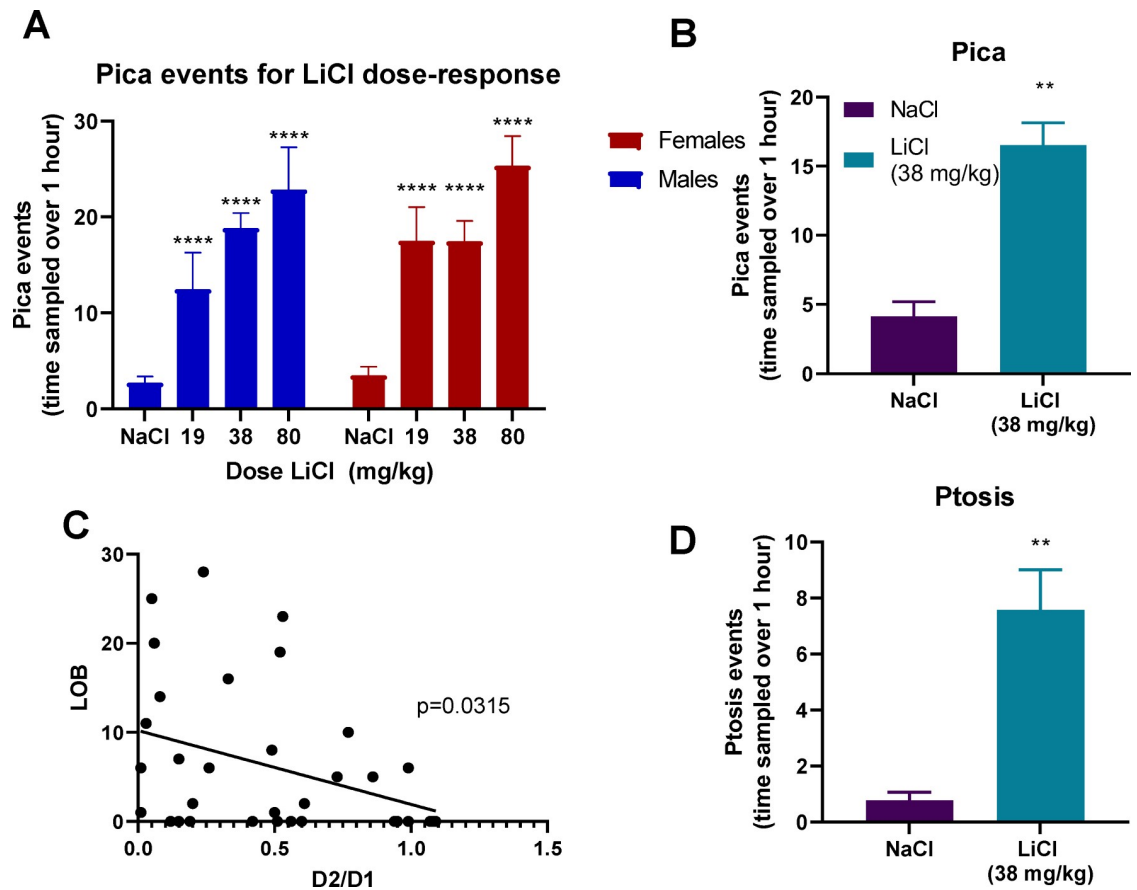 A
Pica events for LiCl dose-response
Pica events
(time sampled over 1 hour)
30
20
10
0
**** **** **** **** **** ****
NaCl 19 38 80 NaCl 19 38 80
Dose LiCl (mg/kg)
Females
Males
B
Pica
**
NaCl
LiCl
(38 mg/kg)
Pica events
(time sampled over 1 hour)
20
15
10
5
0
NaCl LiCl
(38 mg/kg)
C
LOB
30
20
10
0
p=0.0315
0.0 0.5 1.0 1.5
D2/D1
D
Ptosis
**
Ptosis events
(time sampled over 1 hour)
10
8
6
4
2
0
NaCl LiCl
(38 mg/kg)